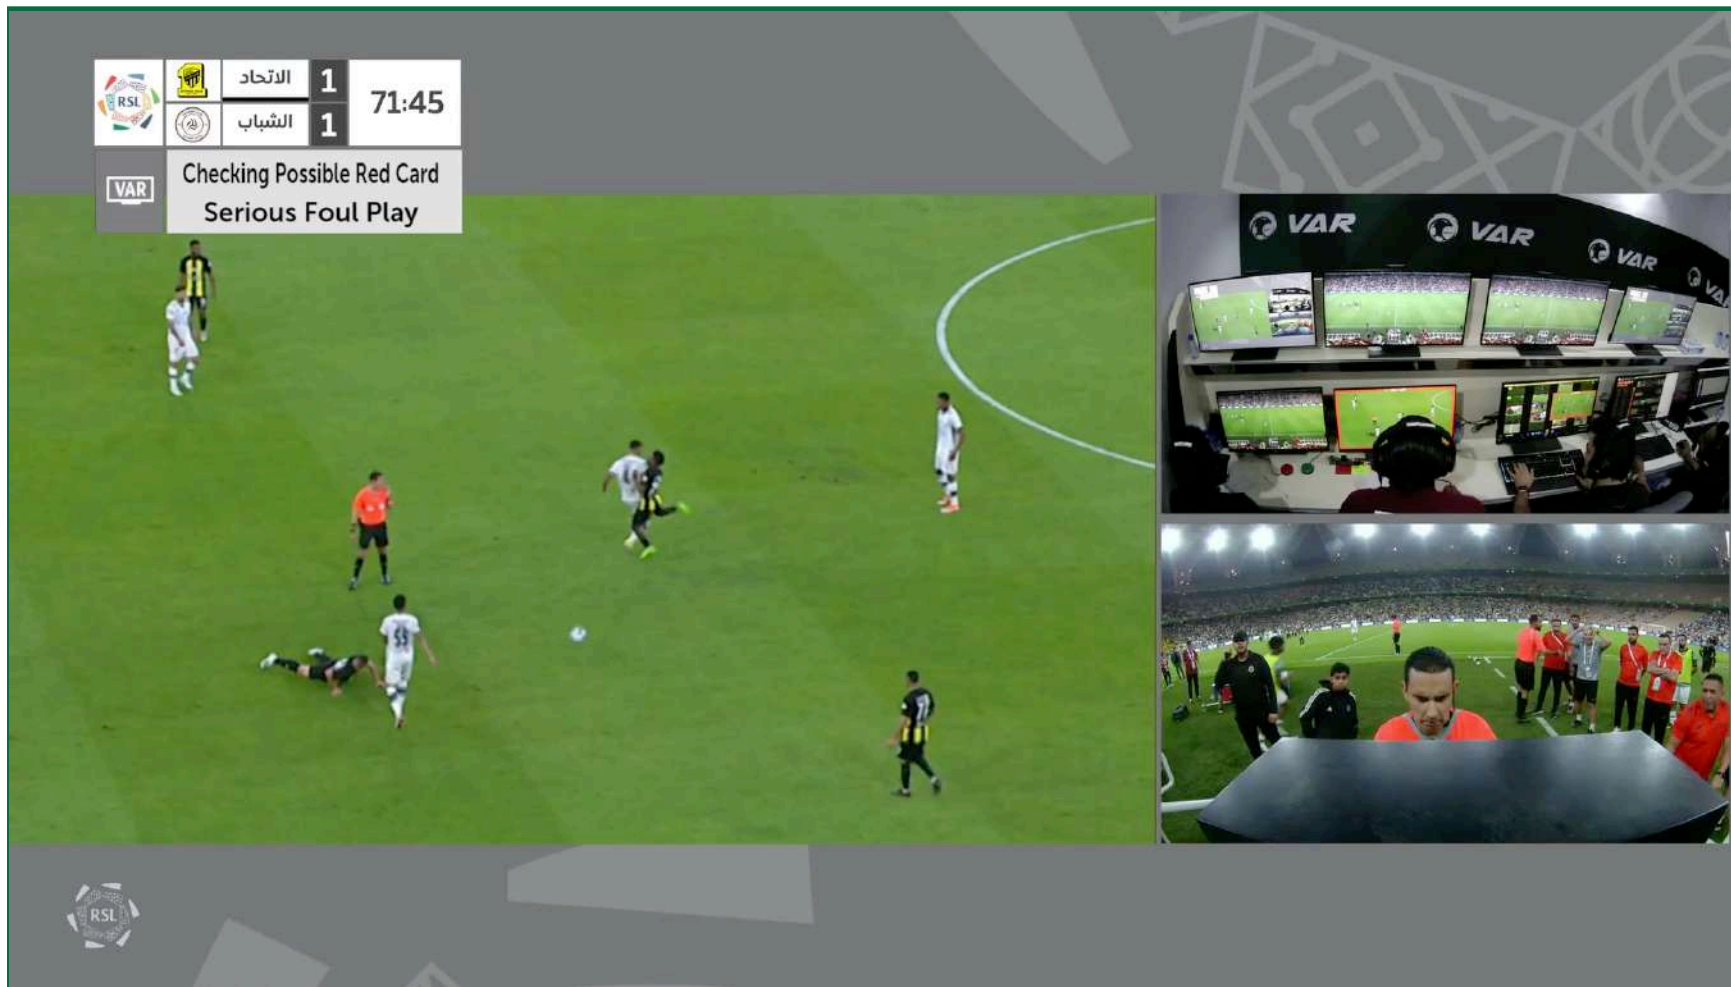 RSL
الاتحاد 1
الشباب 1
71:45
VAR
Checking Possible Red Card
Serious Foul Play
VAR
VAR
VAR
VA
55
RSL